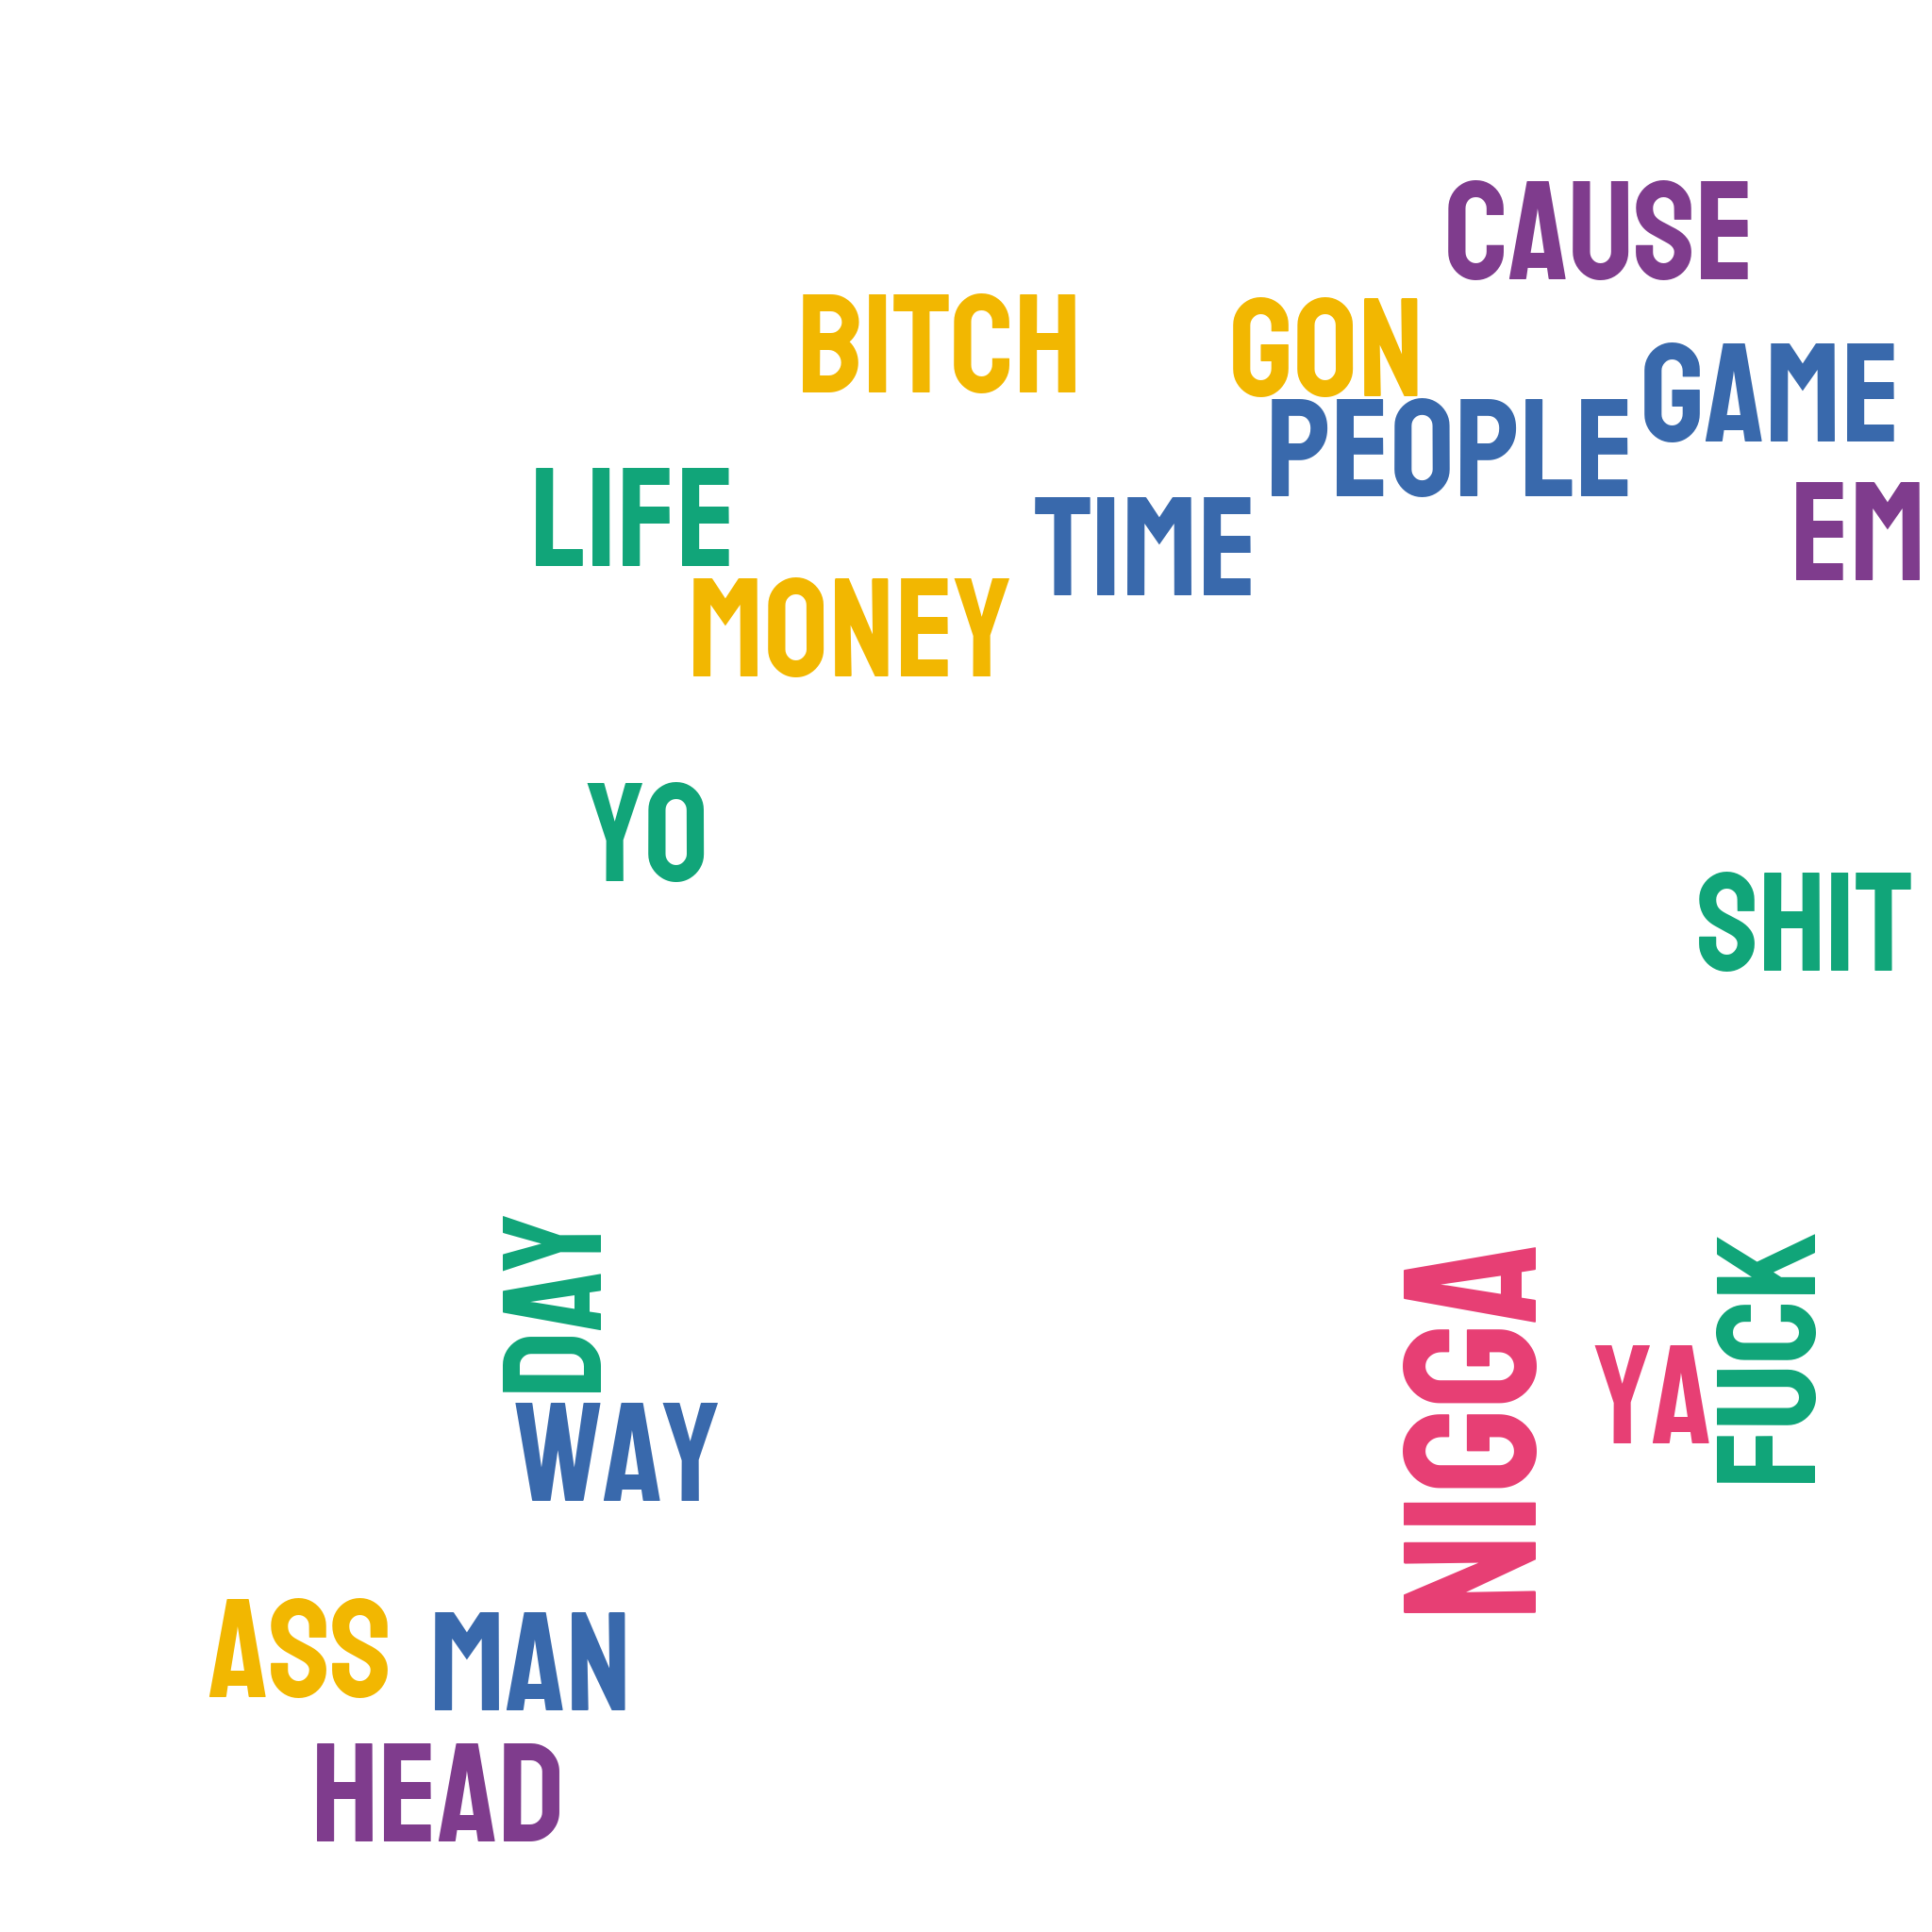 CAUSE
BITCH
GON
GAME
PEOPLE
LIFE
TIME
EM
MONEY
YO
SHIT
DAY
NIGGA
FUCK
YA
WAY
ASS
MAN
HEAD